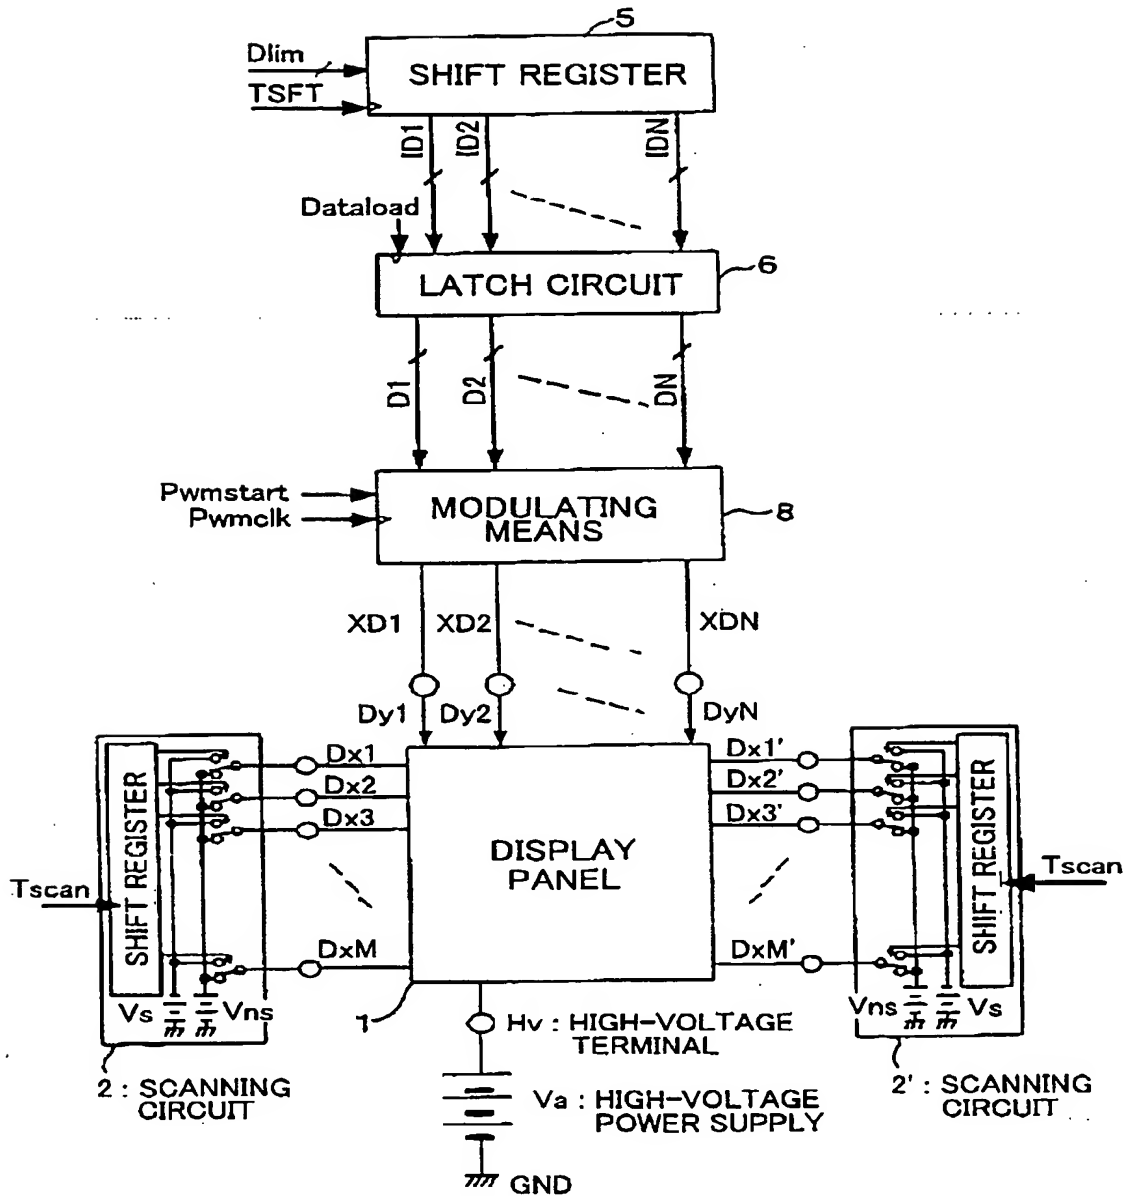 5
Dlim
SHIFT REGISTER
TSFT
ID1
ID2
IDN
Dataload
LATCH CIRCUIT
6
D1
D2
DN
Pwmstart
Pwmclk
MODULATING
MEANS
8
XD1
XD2
XDN
Dy1
Dy2
DyN
Dx1
Dx2
Dx3
DxM
Dx1'
Dx2'
Dx3'
DxM'
SHIFT REGISTER
DISPLAY
PANEL
SHIFT REGISTER
Tscan
Tscan
Vs
Vns
Vns
Vs
1
Hv : HIGH-VOLTAGE
TERMINAL
2 : SCANNING
CIRCUIT
2' : SCANNING
CIRCUIT
Va : HIGH-VOLTAGE
POWER SUPPLY
GND